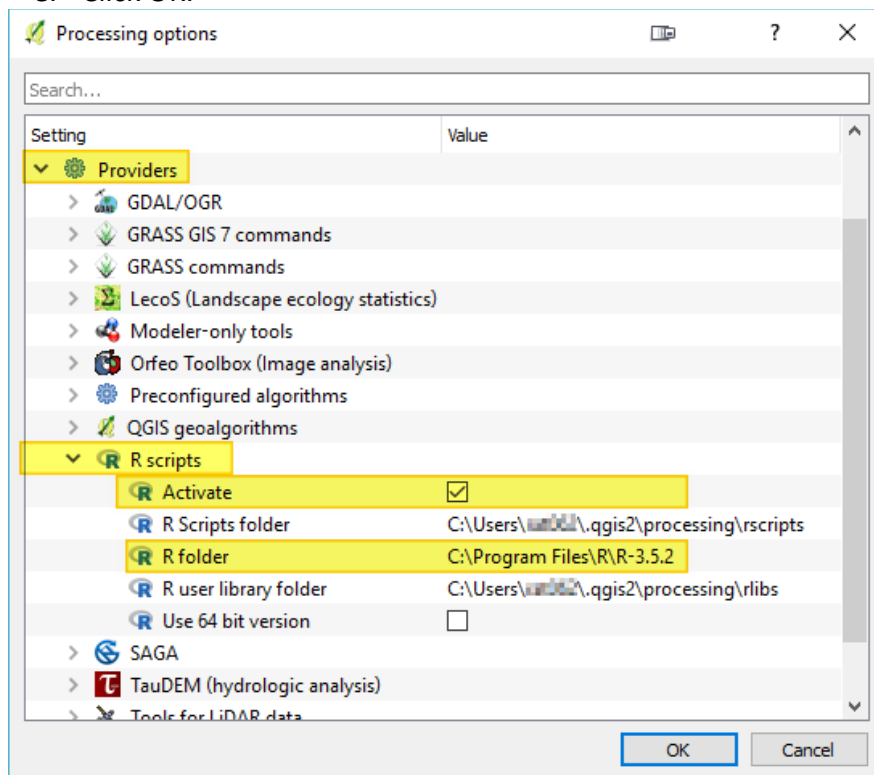 Processing options ?
Search...
Setting Value
Providers
GDAL/OGR
GRASS GIS 7 commands
GRASS commands
LecoS (Landscape ecology statistics)
Modeler-only tools
Orfeo Toolbox (Image analysis)
Preconfigured algorithms
QGIS geoalgorithms
R scripts
Activate
R Scripts folder C:\Users\ \.qgis2\processing\rscripts
R folder C:\Program Files\R\R-3.5.2
R user library folder C:\Users\ \.qgis2\processing\rlibs
Use 64 bit version
SAGA
TauDEM (hydrologic analysis)
Tools for LiDAR data
OK Cancel